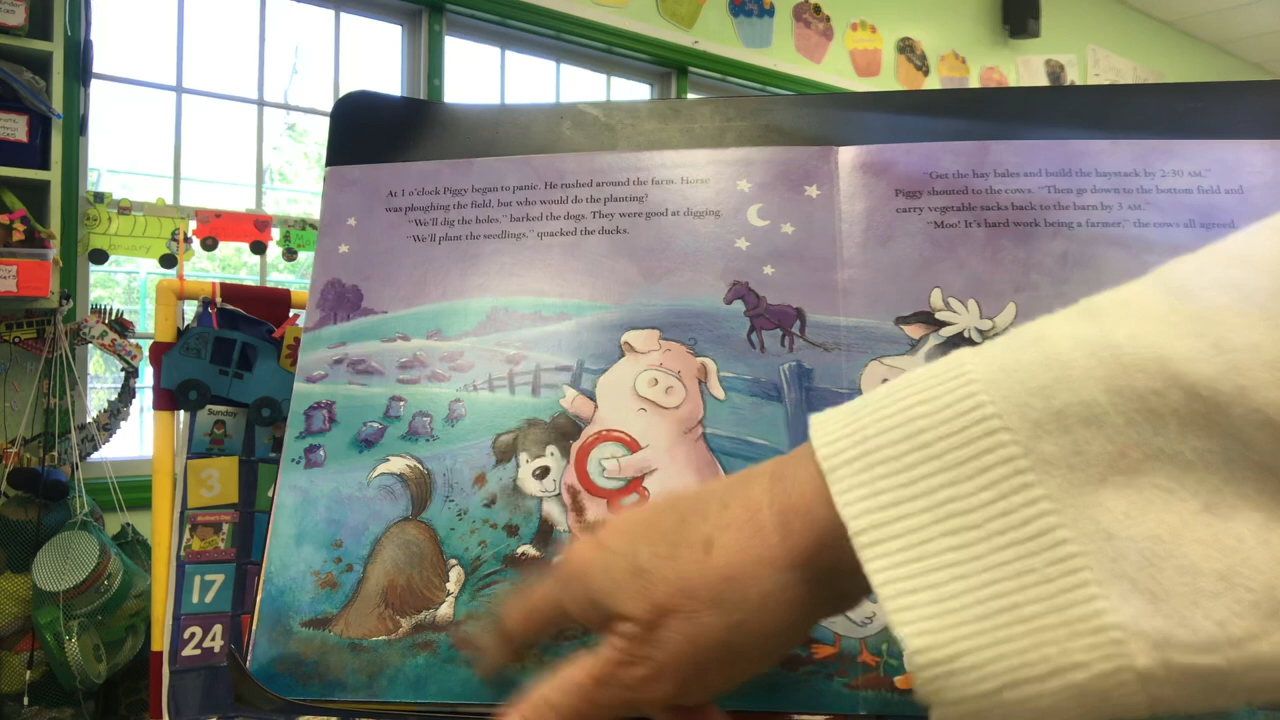 At 1 o'clock Piggy began to panic. He rushed around the farm. Horse
was ploughing the field, but who would do the planting?
"We'll dig the holes," barked the dogs. They were good at digging.
"We'll plant the seedlings," quacked the ducks.
"Get the hay bales and build the haystack by 2:30 AM,"
Piggy shouted to the cows. "Then go down to the bottom field and
carry vegetable sacks back to the barn by 3 AM."
"Moo! It's hard work being a farmer," the cows all agreed.
January
Sunday
3
17
24